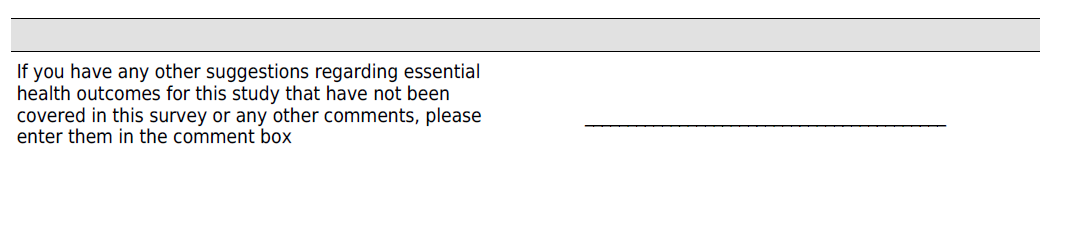 If you have any other suggestions regarding essential
health outcomes for this study that have not been
covered in this survey or any other comments, please
enter them in the comment box